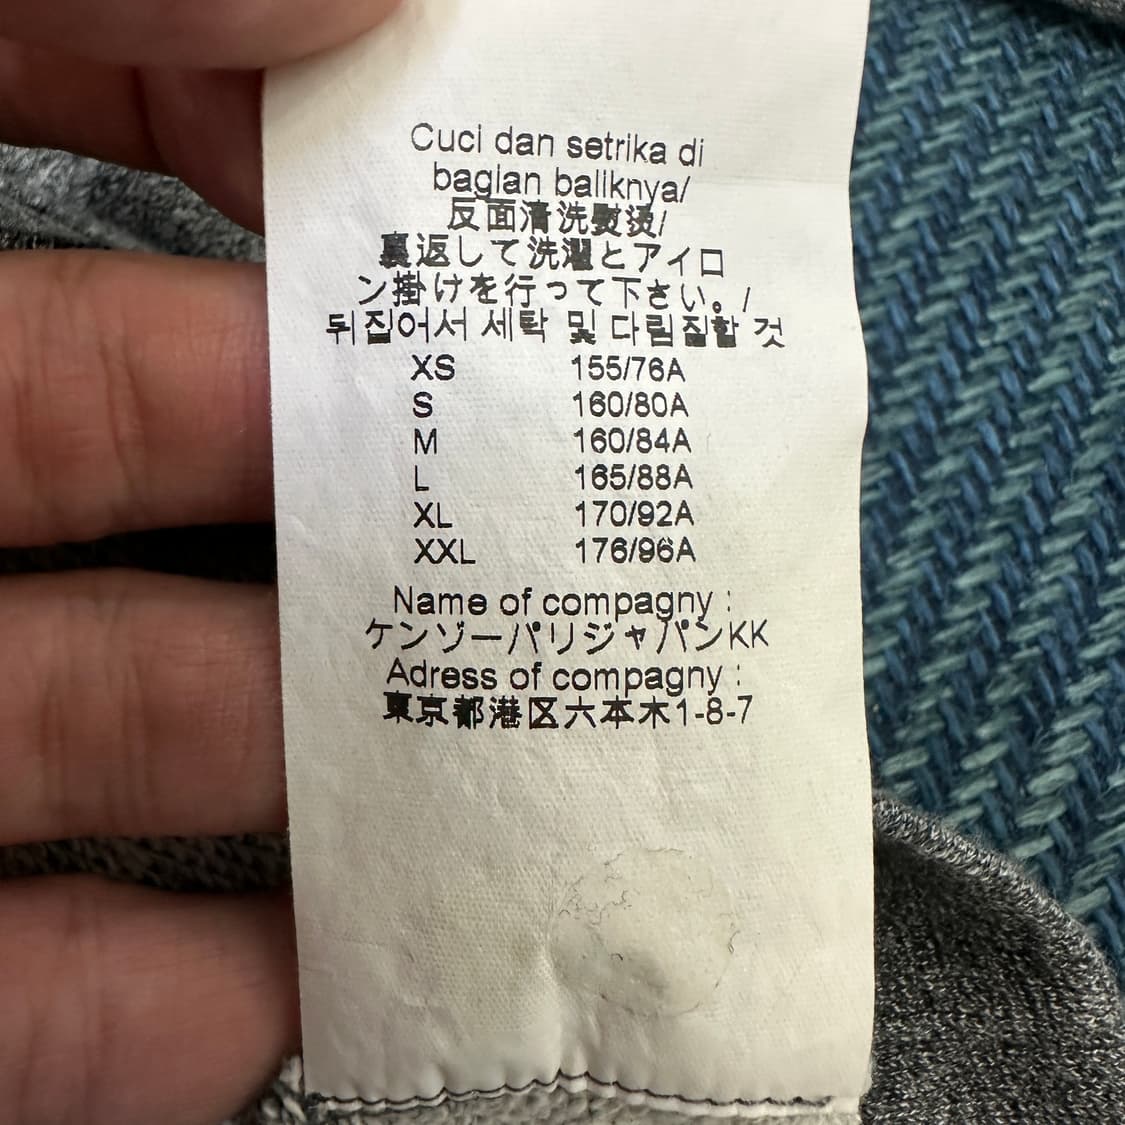 Cuci dan setrika di
bagian baliknya/
反面清洗熨烫/
裏返して洗濯とアイロ
ン掛けを行って下さい。/
뒤집어서 세탁 및 다림질할 것
XS 155/76A
S 160/80A
M 160/84A
L 165/88A
XL 170/92A
XXL 176/96A
Name of compagny :
ケンゾーパリジャパンKK
Adress of compagny :
東京都港区六本木1-8-7